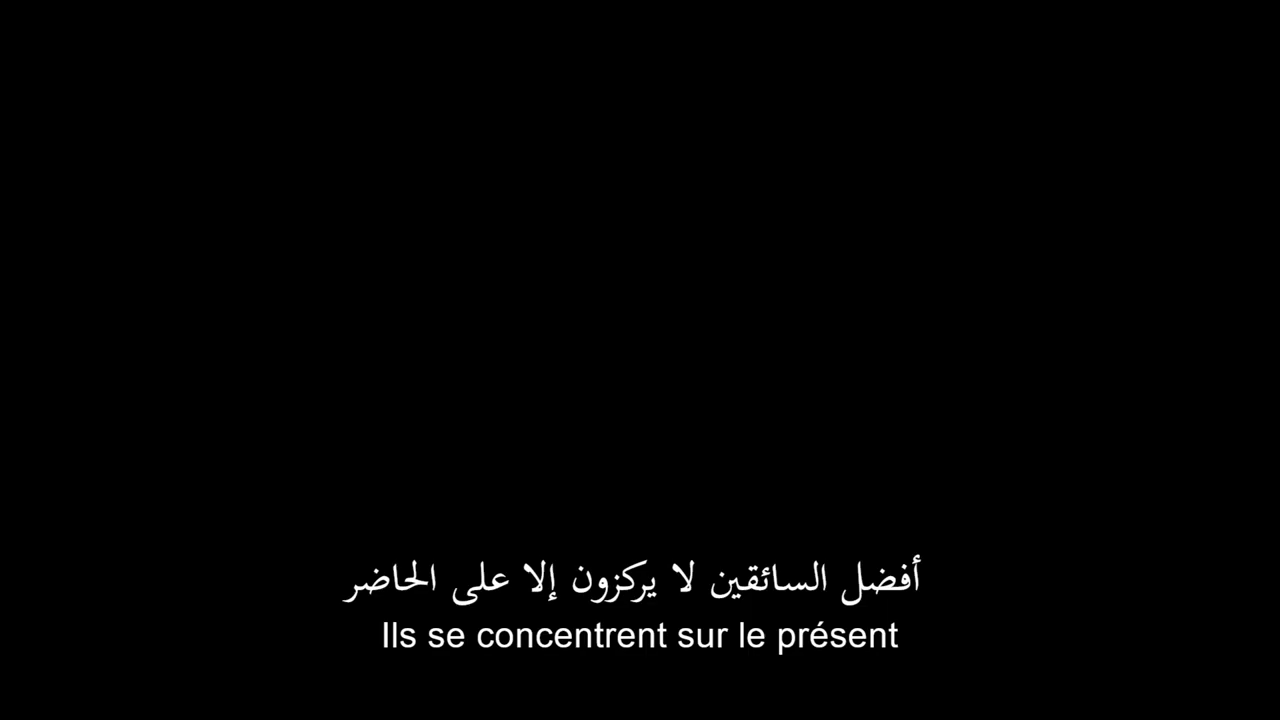 أفضل السائقين لا يركزون إلا على الحاضر
Ils se concentrent sur le présent